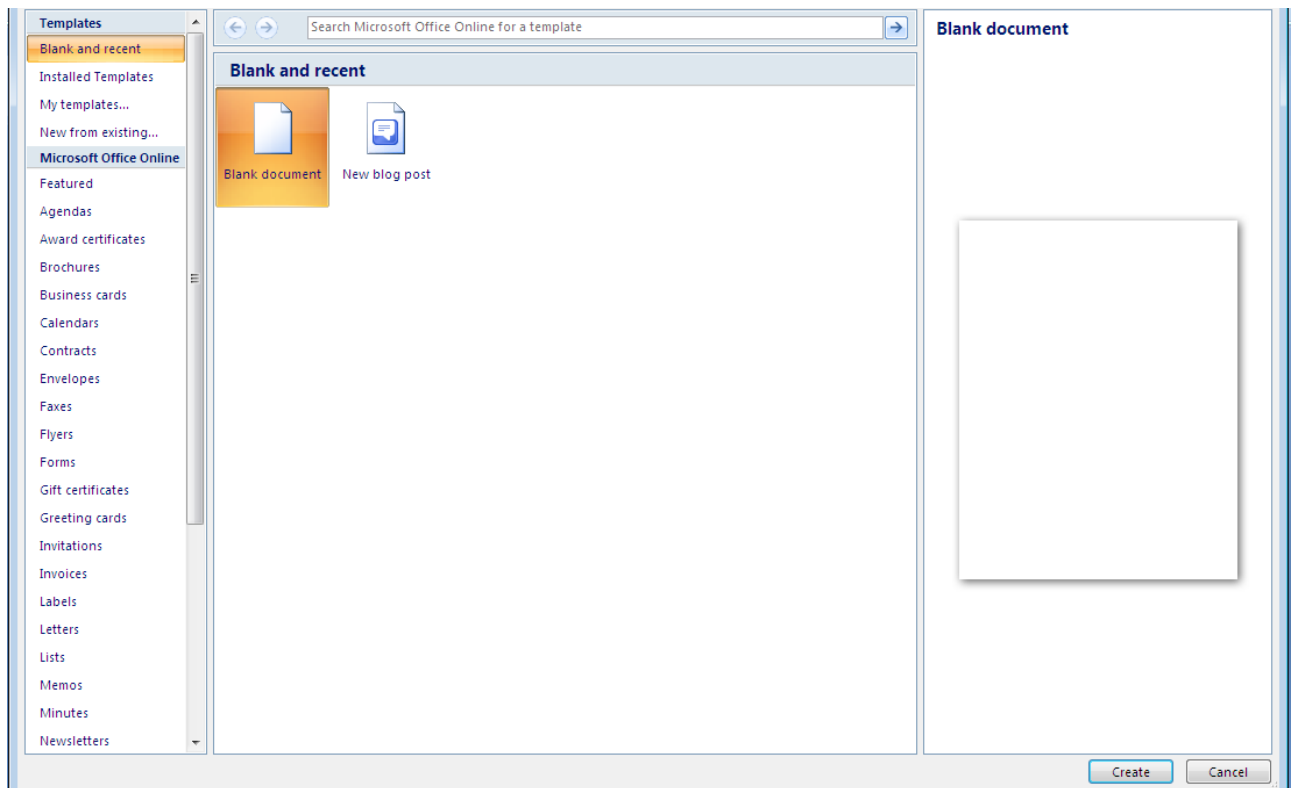 Templates
Blank and recent
Installed Templates
My templates...
New from existing...
Microsoft Office Online
Featured
Agendas
Award certificates
Brochures
Business cards
Calendars
Contracts
Envelopes
Faxes
Flyers
Forms
Gift certificates
Greeting cards
Invitations
Invoices
Labels
Letters
Lists
Memos
Minutes
Newsletters
Search Microsoft Office Online for a template
Blank and recent
Blank document
New blog post
Blank document
Create
Cancel